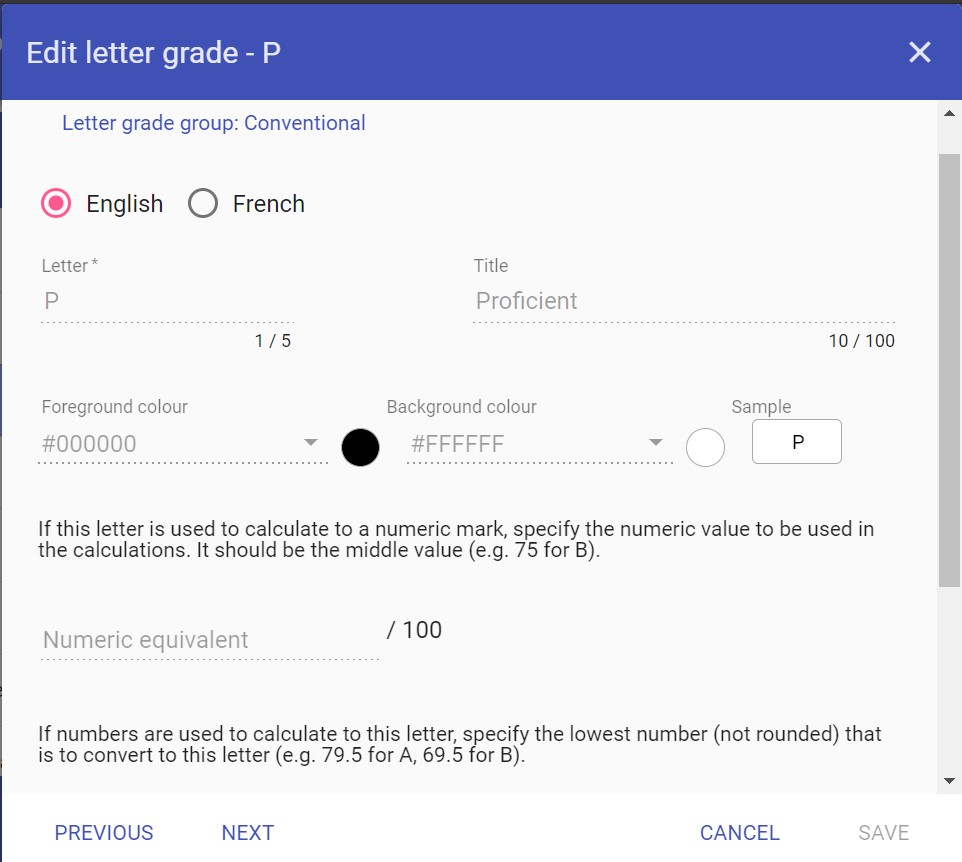 Edit letter grade - P
Letter grade group: Conventional
English French
Letter * Title
P Proficient
1 / 5 10 / 100
Foreground colour Background colour Sample
#000000 #FFFFFF P
If this letter is used to calculate to a numeric mark, specify the numeric value to be used in
the calculations. It should be the middle value (e.g. 75 for B).
Numeric equivalent / 100
If numbers are used to calculate to this letter, specify the lowest number (not rounded) that
is to convert to this letter (e.g. 79.5 for A, 69.5 for B).
PREVIOUS NEXT CANCEL SAVE